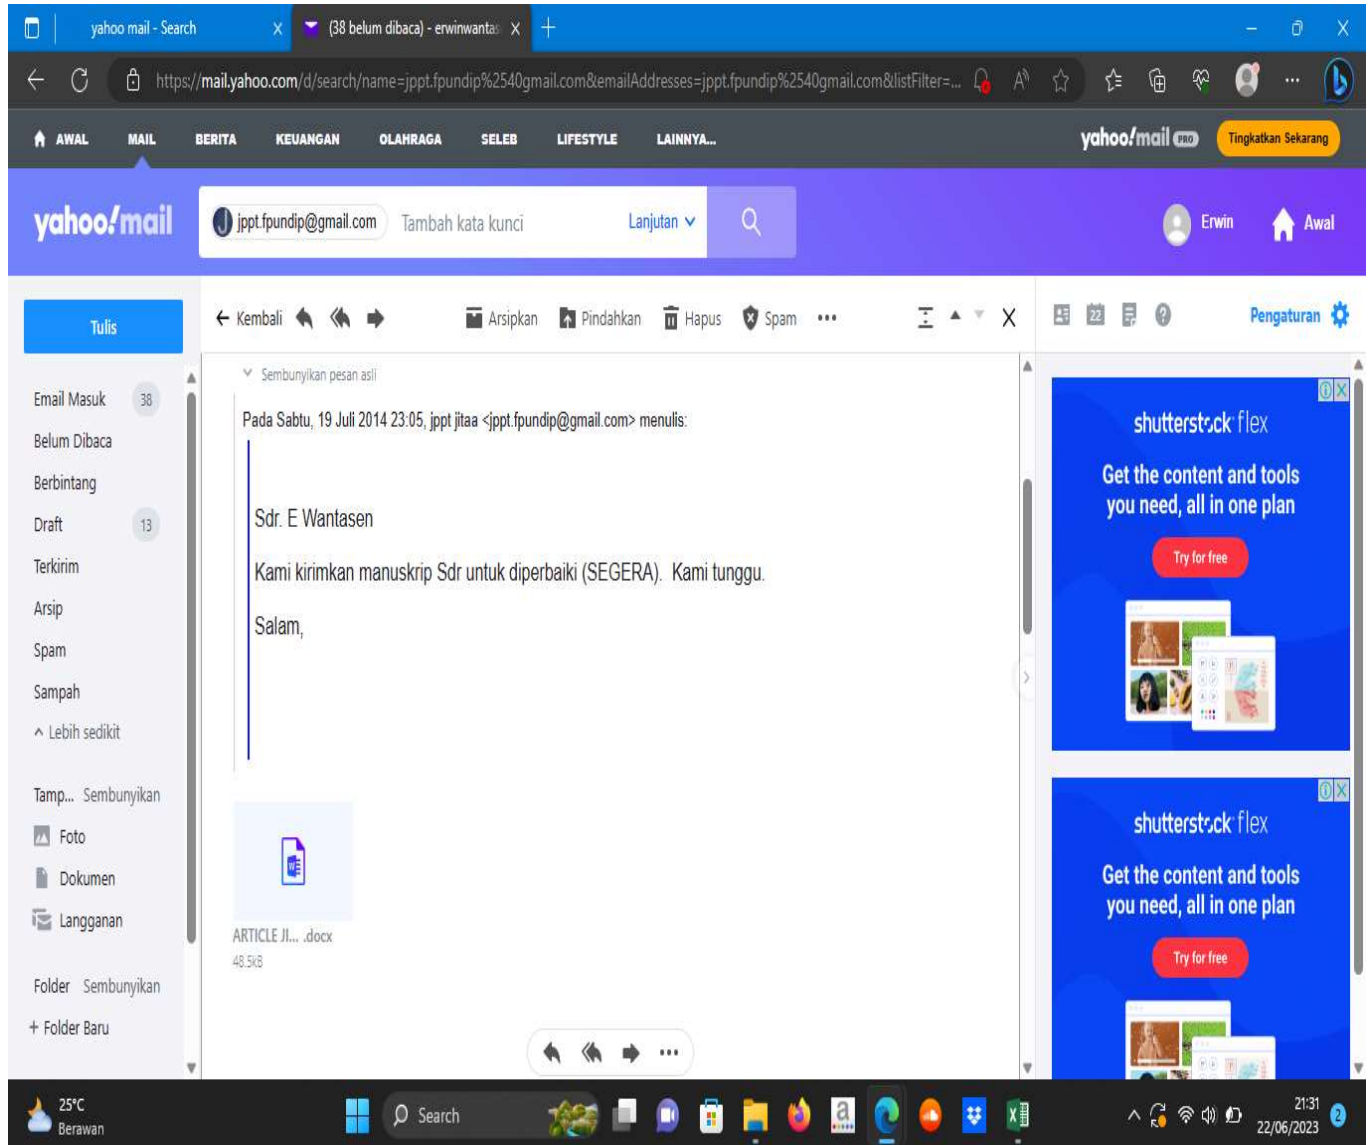 yahoo mail - Search
(38 belum dibaca) - erwinwantas
https://mail.yahoo.com/d/search/name=jppt.fpundip%2540gmail.com&emailAddresses=jppt.fpundip%2540gmail.com&listFilter=...
AWAL MAIL BERITA KEUANGAN OLAHRAGA SELEB LIFESTYLE LAINNYA... yahoo!mail PRO Tingkatkan Sekarang
yahoo!mail J jppt.fpundip@gmail.com Tambah kata kunci Lanjutan Erwin Awal
Tulis
Kembali Arsipkan Pindahkan Hapus Spam ••• 22 Pengaturan
Email Masuk 38
Belum Dibaca
Berbintang
Draft 13
Terkirim
Arsip
Spam
Sampah
Lebih sedikit
Tamp... Sembunyikan
Foto
Dokumen
Langganan
Folder Sembunyikan
+ Folder Baru
Sembunyikan pesan asli
Pada Sabtu, 19 Juli 2014 23:05, jppt jitaa <jppt.fpundip@gmail.com> menulis:
Sdr. E Wantasen
Kami kirimkan manuskrip Sdr untuk diperbaiki (SEGERA). Kami tunggu.
Salam,
ARTICLE JI... .docx
48.5kB
shutterstock flex
Get the content and tools
you need, all in one plan
Try for free
shutterstock flex
Get the content and tools
you need, all in one plan
Try for free
25°C
Berawan
Search
21:31
22/06/2023
2